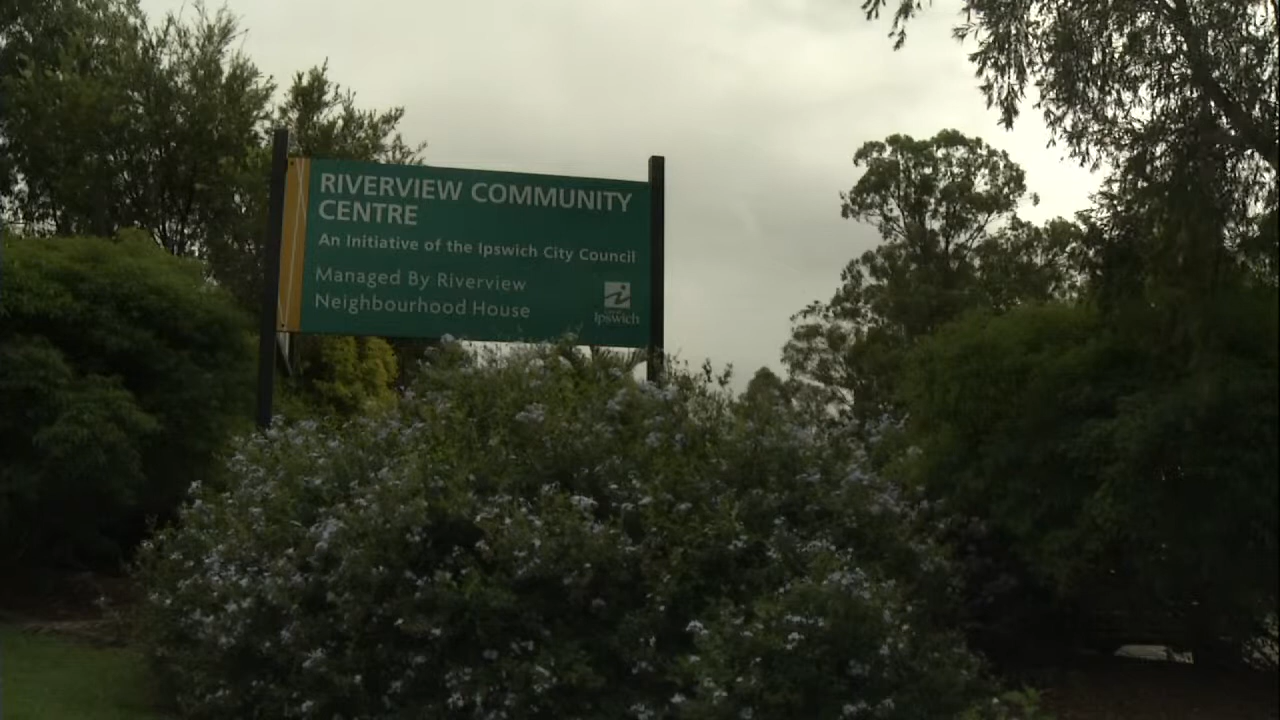 RIVERVIEW COMMUNITY
CENTRE
An Initiative of the Ipswich City Council
Managed By Riverview
Neighbourhood House
Ipswich